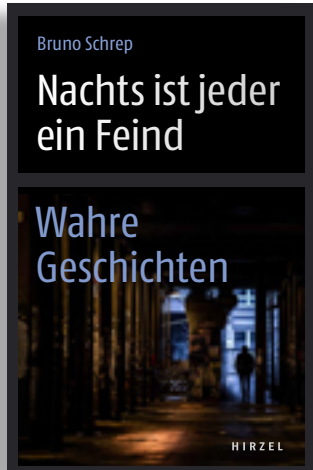 Bruno Schrep
Nachts ist jeder
ein Feind
Wahre
Geschichten
HIRZEL